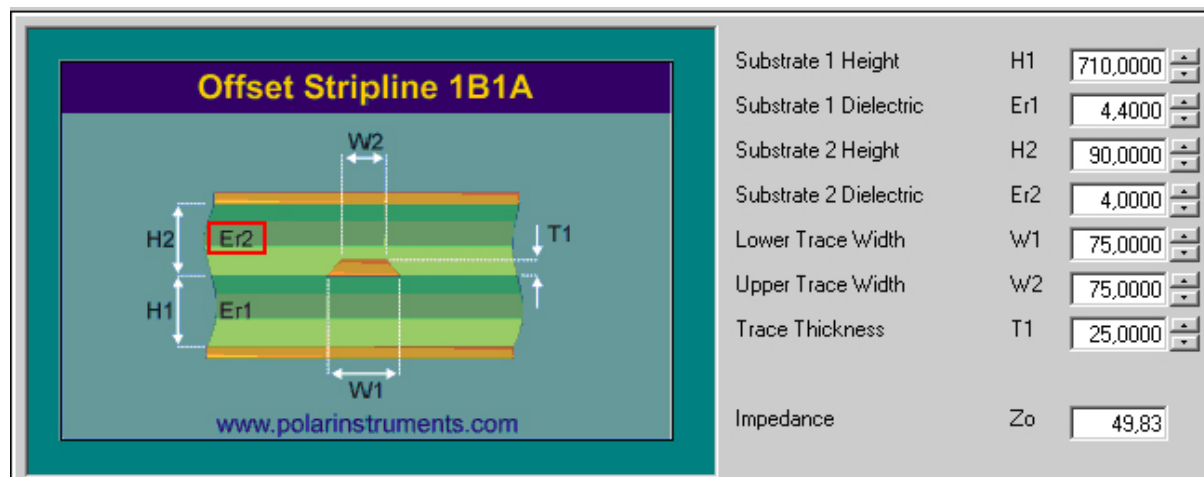 Offset Stripline 1B1A
W2
H2
Er2
T1
H1
Er1
W1
www.polarinstruments.com
Substrate 1 Height H1 710,0000
Substrate 1 Dielectric Er1 4,4000
Substrate 2 Height H2 90,0000
Substrate 2 Dielectric Er2 4,0000
Lower Trace Width W1 75,0000
Upper Trace Width W2 75,0000
Trace Thickness T1 25,0000
Impedance Zo 49,83